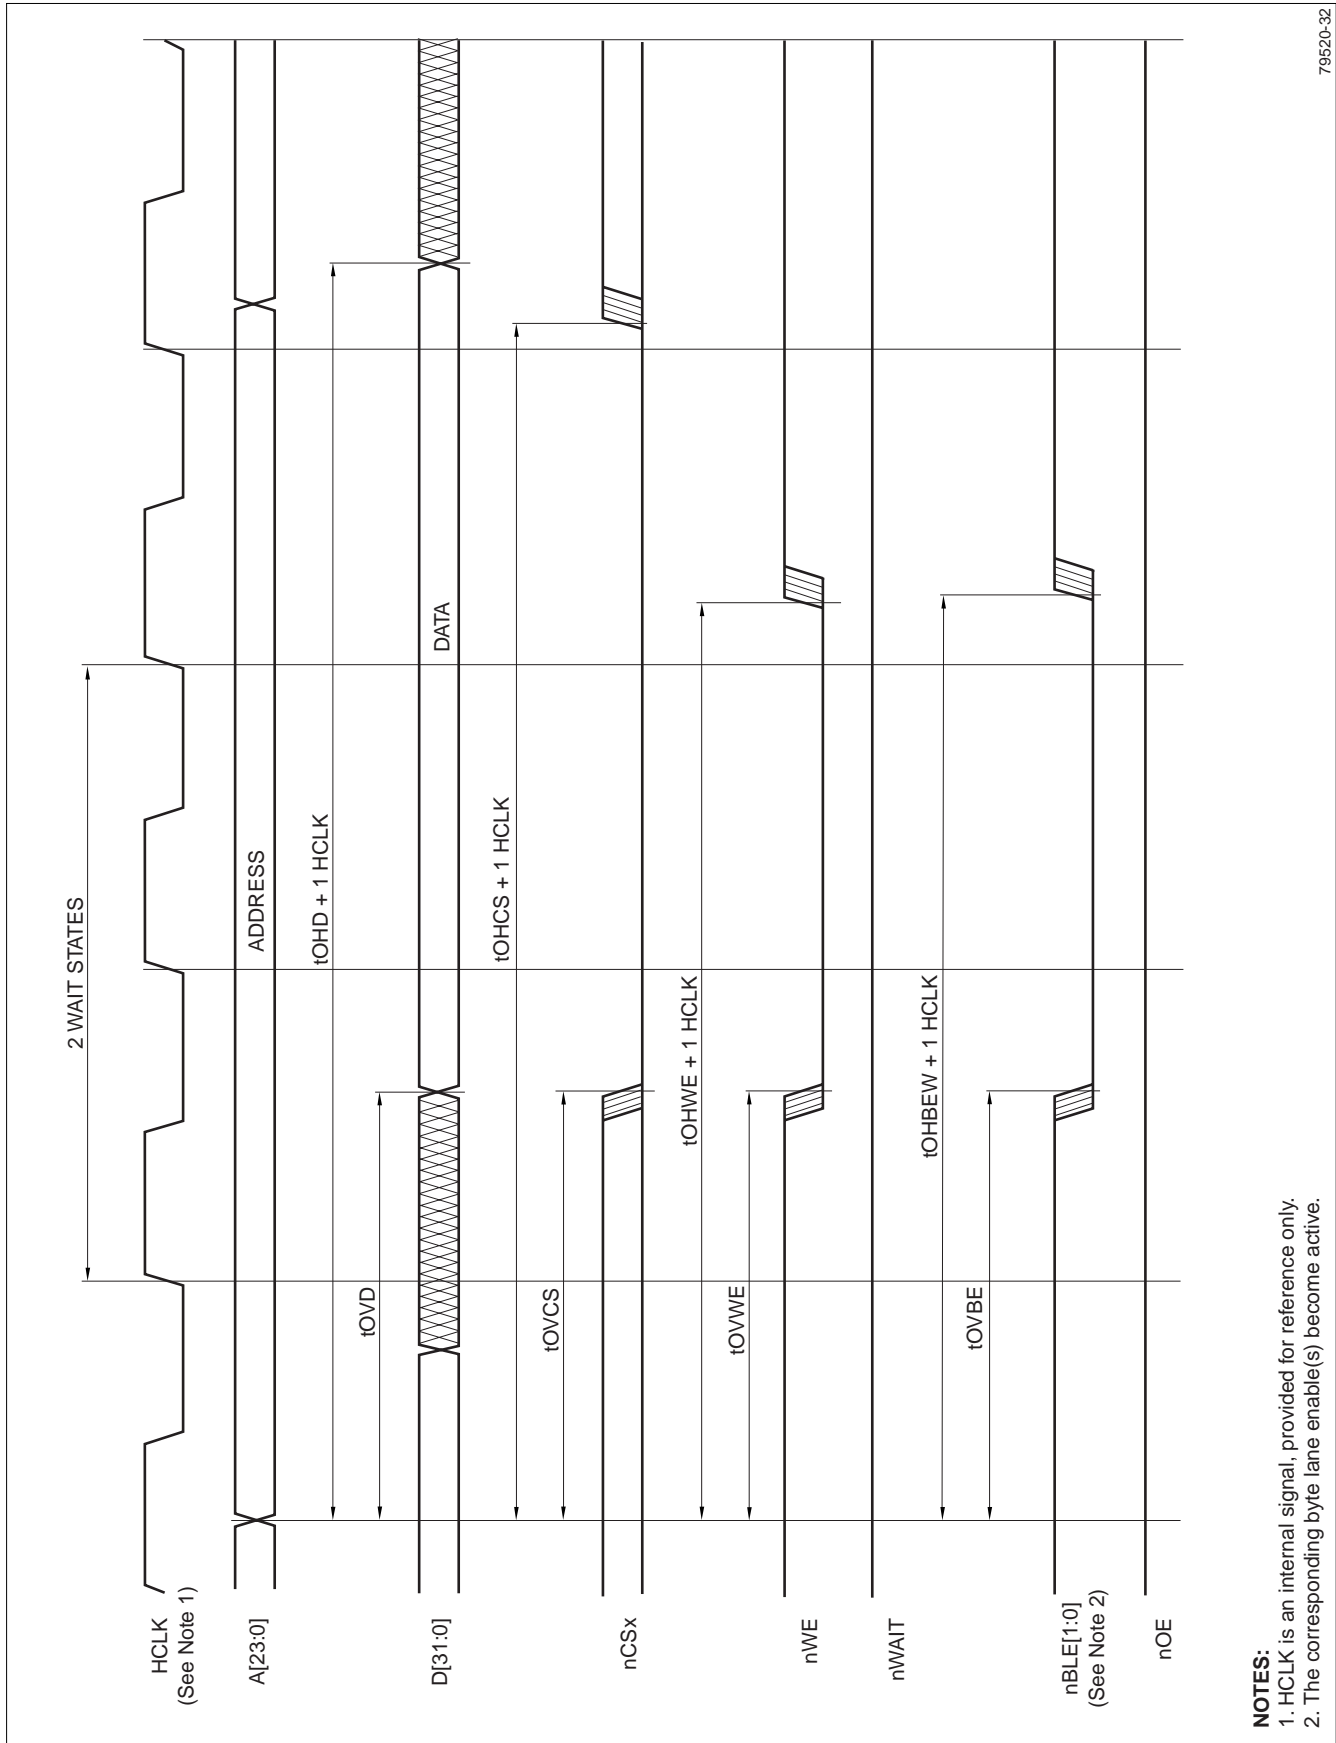 2 WAIT STATES
HCLK
(See Note 1)
A[23:0]
ADDRESS
tOHD + 1 HCLK
tOVD
D[31:0]
DATA
tOHCS + 1 HCLK
tOVCS
nCSx
tOHWE + 1 HCLK
tOVWE
nWE
nWAIT
tOHBEW + 1 HCLK
tOVBE
nBLE[1:0]
(See Note 2)
nOE
NOTES:
1. HCLK is an internal signal, provided for reference only.
2. The corresponding byte lane enable(s) become active.
79520-32